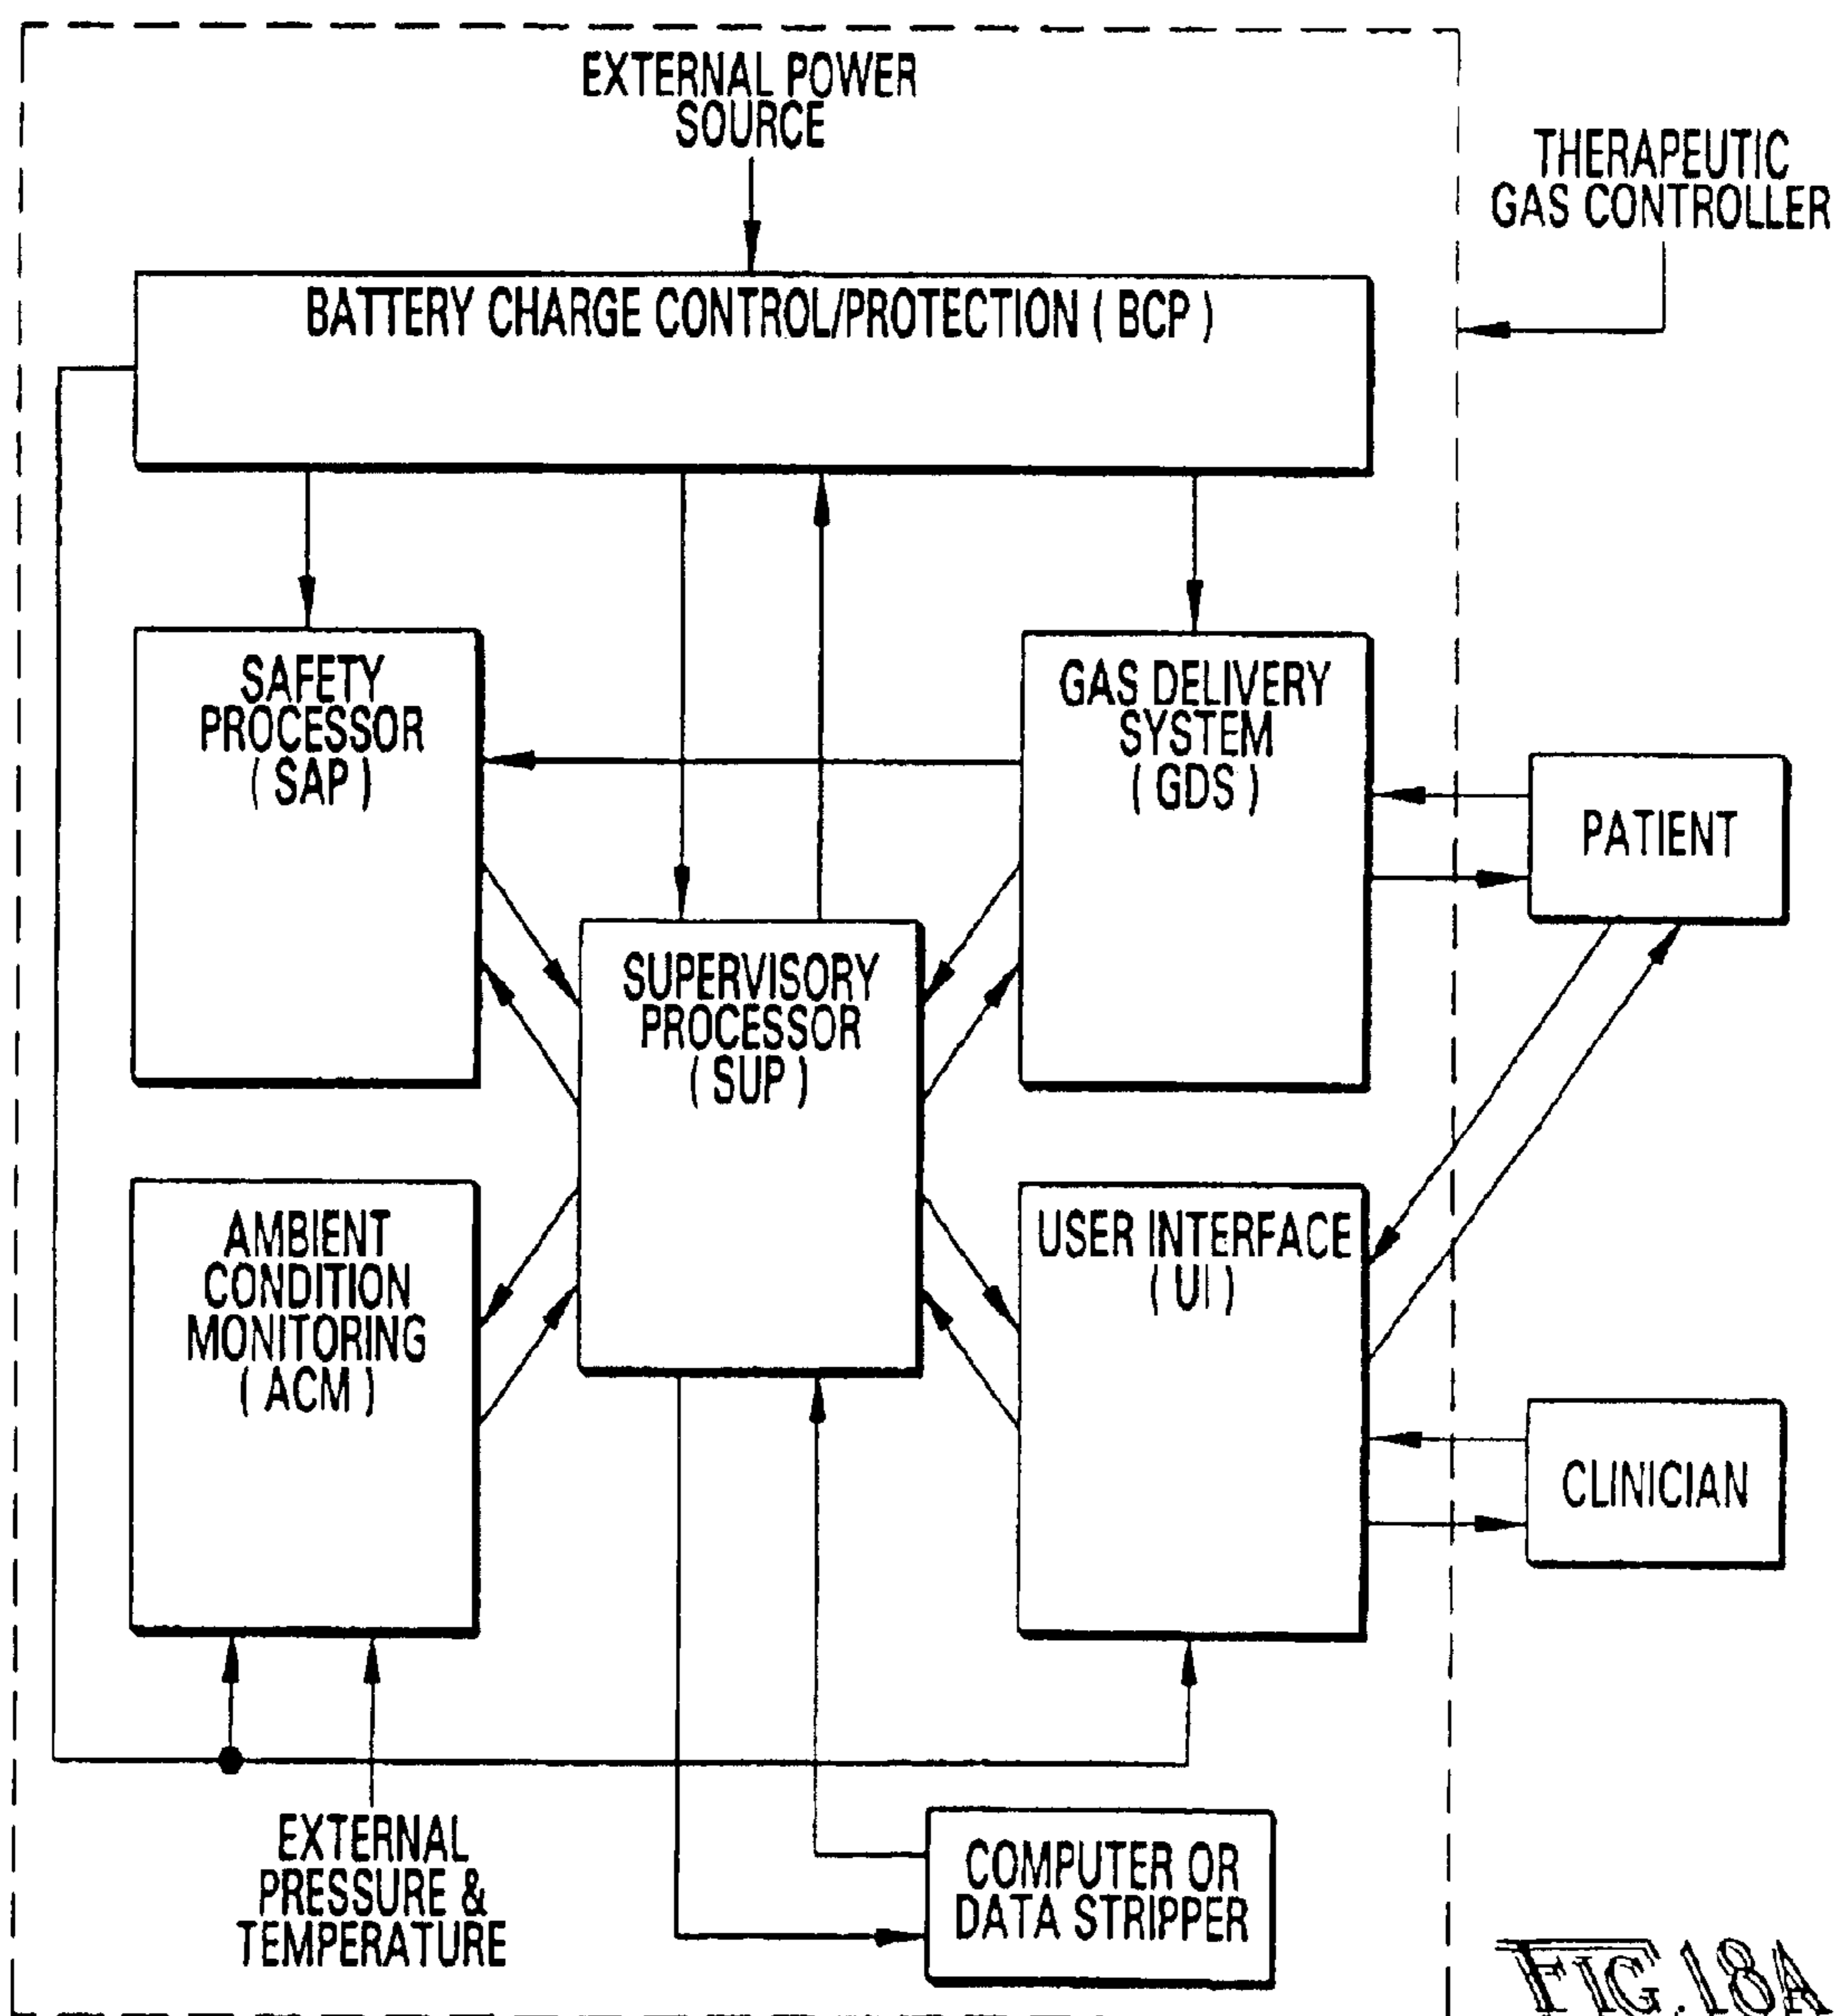 EXTERNAL POWER
SOURCE
THERAPEUTIC
GAS CONTROLLER
BATTERY CHARGE CONTROL/PROTECTION ( BCP )
SAFETY
PROCESSOR
( SAP )
GAS DELIVERY
SYSTEM
( GDS )
PATIENT
SUPERVISORY
PROCESSOR
( SUP )
AMBIENT
CONDITION
MONITORING
( ACM )
USER INTERFACE
( UI )
CLINICIAN
EXTERNAL
PRESSURE &
TEMPERATURE
COMPUTER OR
DATA STRIPPER
FIG. 18A